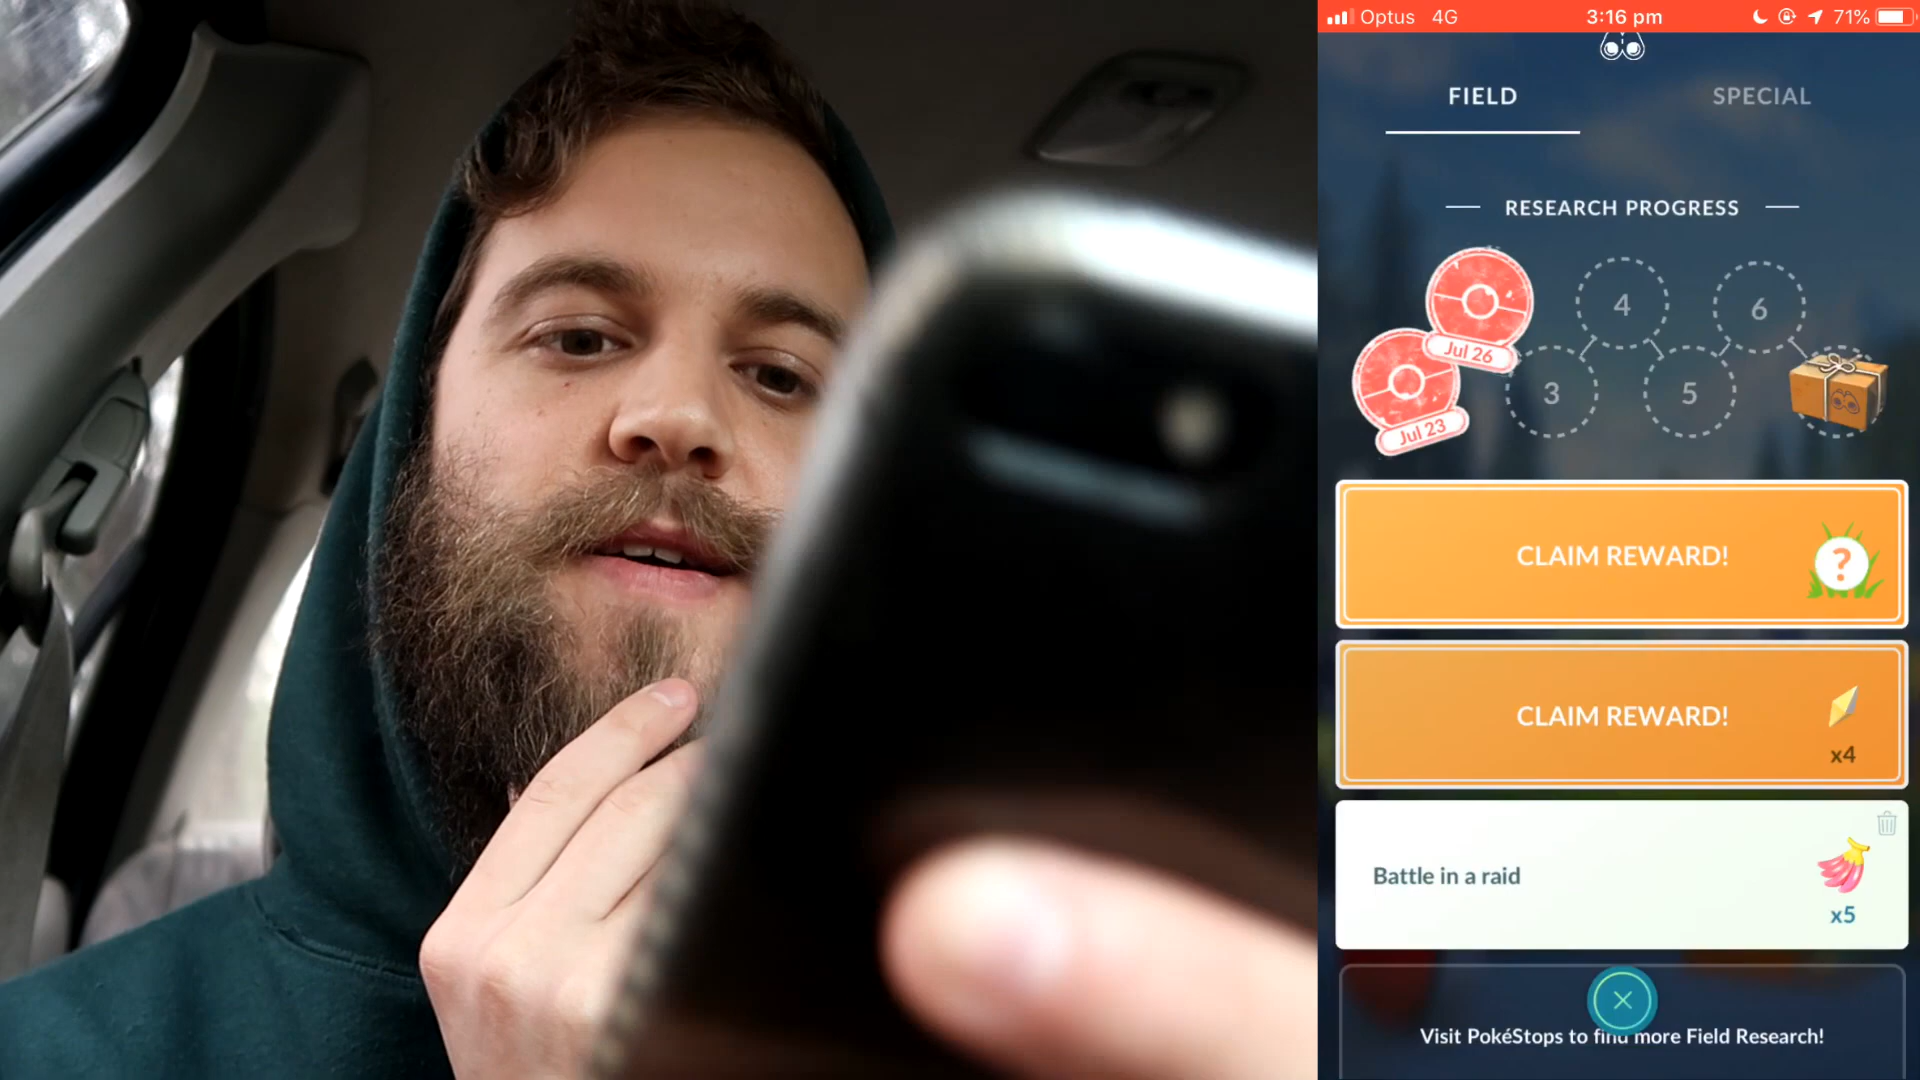 Optus 4G 3:16 pm 71%
FIELD SPECIAL
RESEARCH PROGRESS
Jul 26 4 6
Jul 23 3 5
CLAIM REWARD! ?
CLAIM REWARD!
x4
Battle in a raid
x5
Visit PokéStops to find more Field Research!